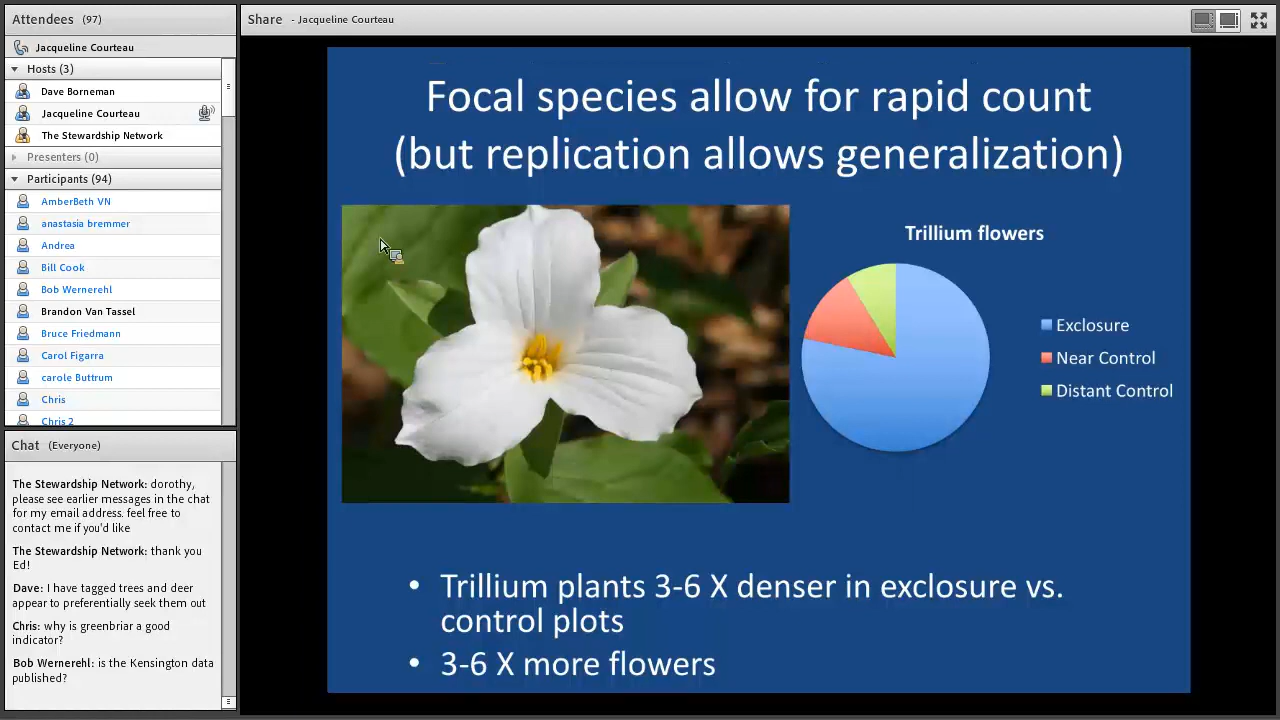 Attendees (97)
Jacqueline Courteau
Hosts (3)
Dave Borneman
Jacqueline Courteau
The Stewardship Network
Presenters (0)
Participants (94)
AmberBeth VN
anastasia bremmer
Andrea
Bill Cook
Bob Wernerehl
Brandon Van Tassel
Bruce Friedmann
Carol Figarra
carole Buttrum
Chris
Chris 2
Chat (Everyone)
The Stewardship Network: dorothy,
please see earlier messages in the chat
for my email address. feel free to
contact me if you'd like
The Stewardship Network: thank you
Ed!
Dave: I have tagged trees and deer
appear to preferentially seek them out
Chris: why is greenbriar a good
indicator?
Bob Wernerehl: is the Kensington data
published?
Share - Jacqueline Courteau
Focal species allow for rapid count
(but replication allows generalization)
Trillium flowers
Exclosure
Near Control
Distant Control
• Trillium plants 3-6 X denser in exclosure vs.
control plots
• 3-6 X more flowers